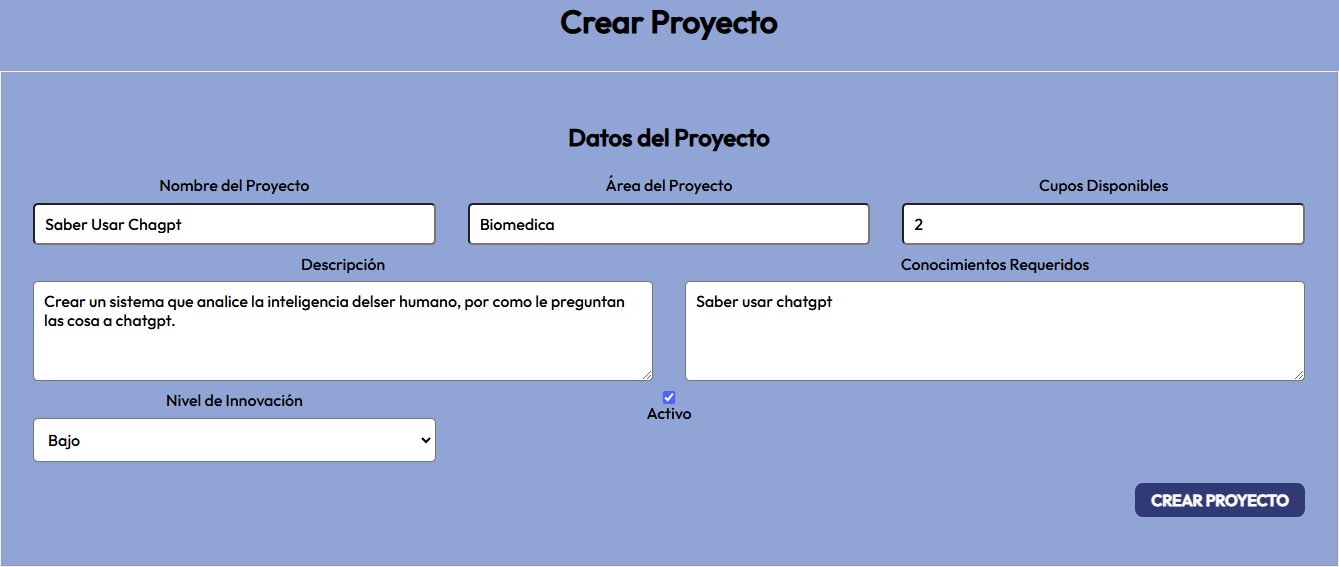 Crear Proyecto
Datos del Proyecto
Nombre del Proyecto
Área del Proyecto
Cupos Disponibles
Saber Usar Chagpt
Biomedica
2
Descripción
Conocimientos Requeridos
Crear un sistema que analice la inteligencia delser humano, por como le preguntan
las cosa a chatgpt.
Saber usar chatgpt
Nivel de Innovación
Activo
Bajo
CREAR PROYECTO